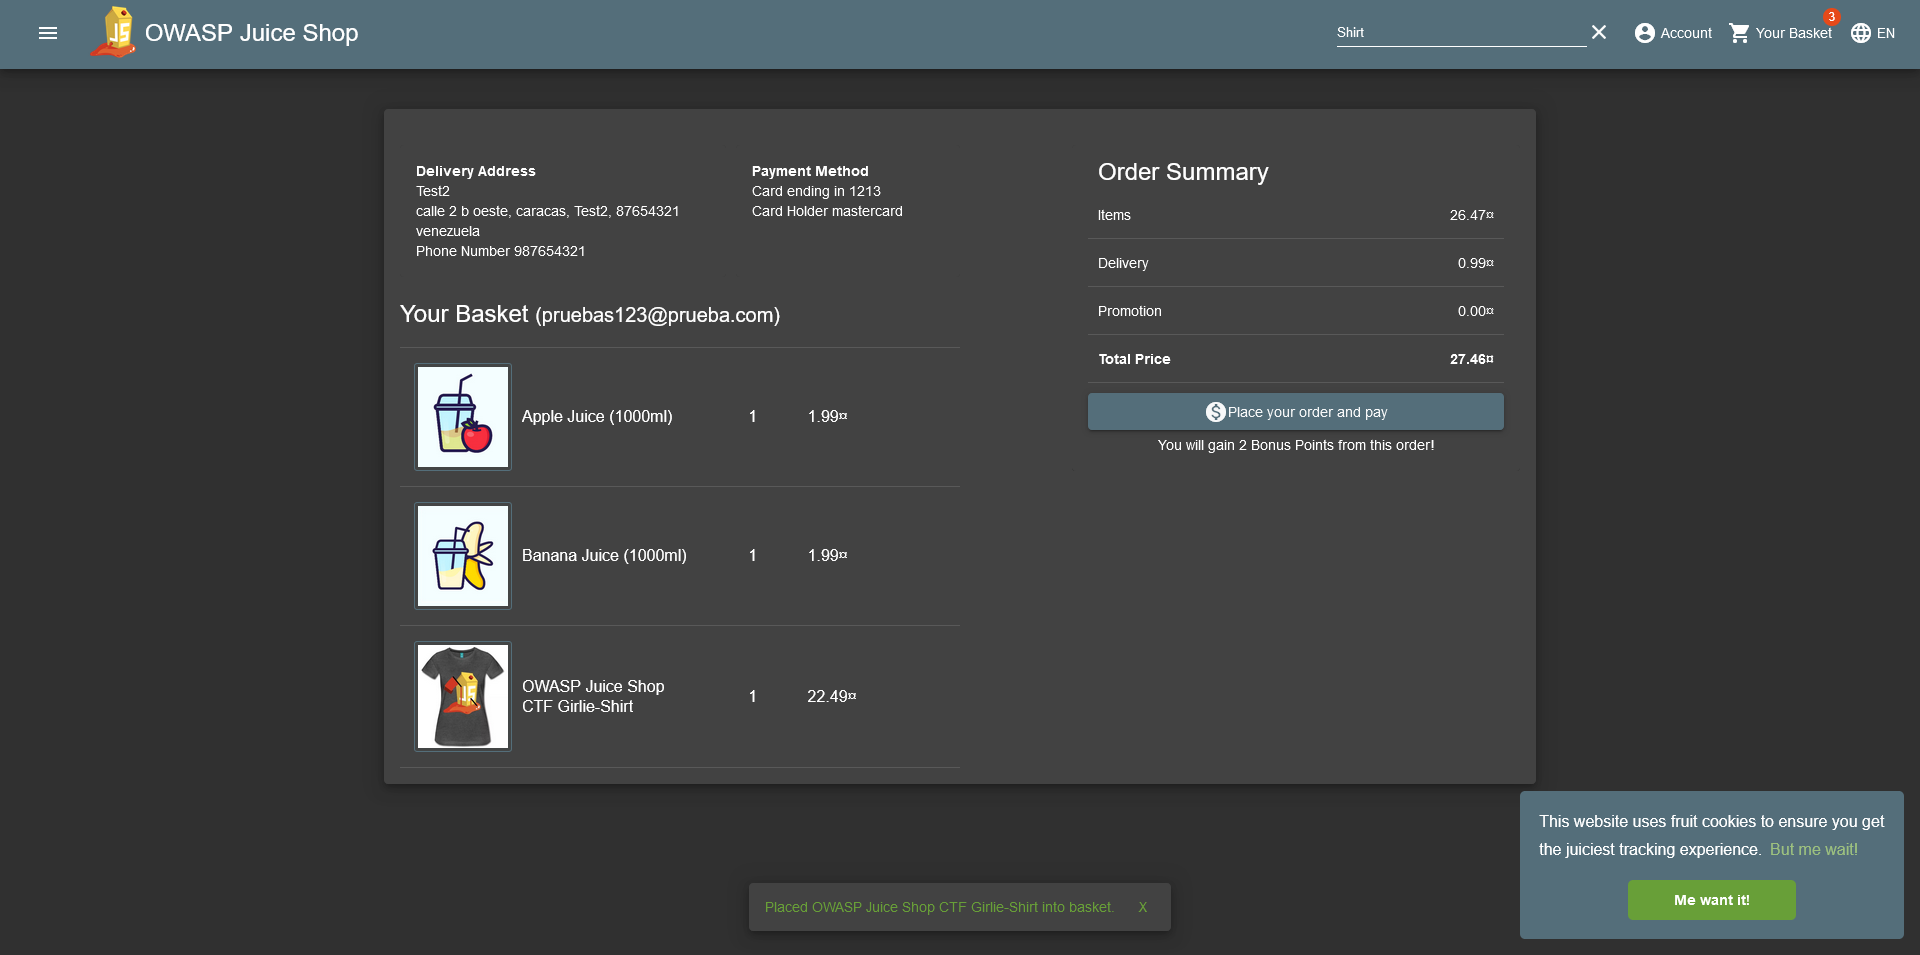 OWASP Juice Shop
Shirt
Account
3
Your Basket
EN
Delivery Address
Test2
calle 2 b oeste, caracas, Test2, 87654321
venezuela
Phone Number 987654321
Payment Method
Card ending in 1213
Card Holder mastercard
Your Basket (pruebas123@prueba.com)
Apple Juice (1000ml) 1 1.99¤
Banana Juice (1000ml) 1 1.99¤
OWASP Juice Shop
CTF Girlie-Shirt 1 22.49¤
Order Summary
Items 26.47¤
Delivery 0.99¤
Promotion 0.00¤
Total Price 27.46¤
Place your order and pay
You will gain 2 Bonus Points from this order!
Placed OWASP Juice Shop CTF Girlie-Shirt into basket. X
This website uses fruit cookies to ensure you get
the juiciest tracking experience. But me wait!
Me want it!